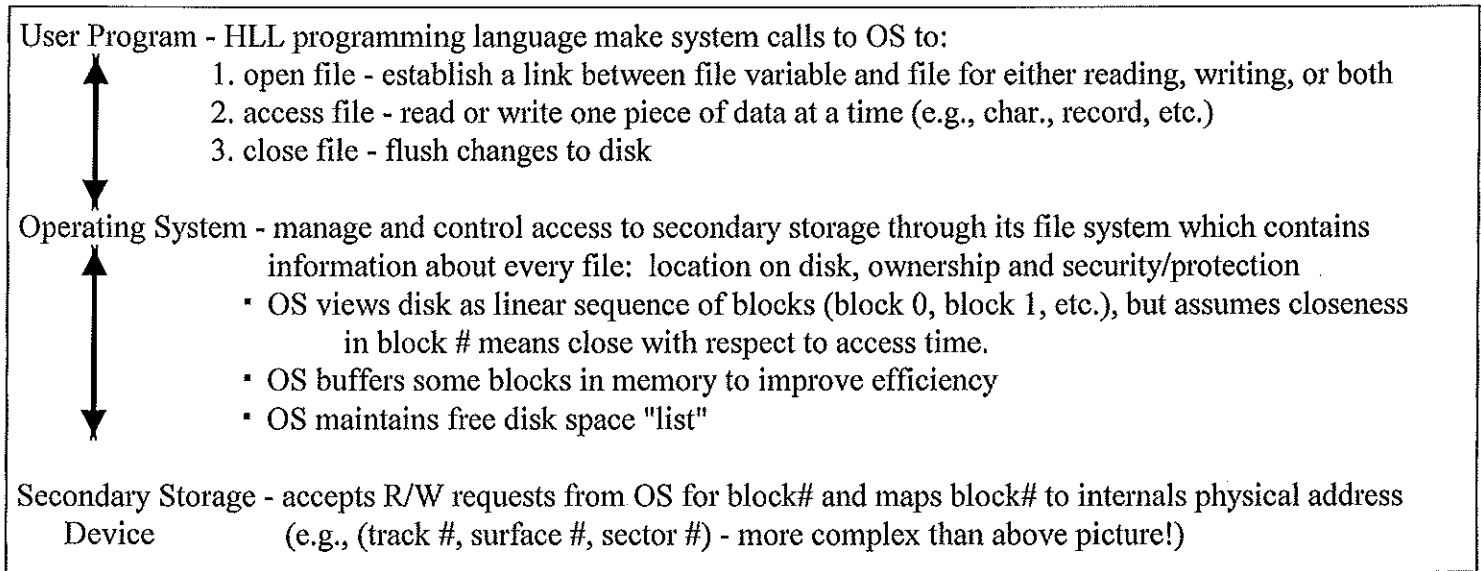 User Program - HLL programming language make system calls to OS to:
1. open file - establish a link between file variable and file for either reading, writing, or both
2. access file - read or write one piece of data at a time (e.g., char., record, etc.)
3. close file - flush changes to disk
Operating System - manage and control access to secondary storage through its file system which contains
information about every file: location on disk, ownership and security/protection
▪ OS views disk as linear sequence of blocks (block 0, block 1, etc.), but assumes closeness
in block # means close with respect to access time.
▪ OS buffers some blocks in memory to improve efficiency
▪ OS maintains free disk space "list"
Secondary Storage - accepts R/W requests from OS for block# and maps block# to internals physical address
Device (e.g., (track #, surface #, sector #) - more complex than above picture!)